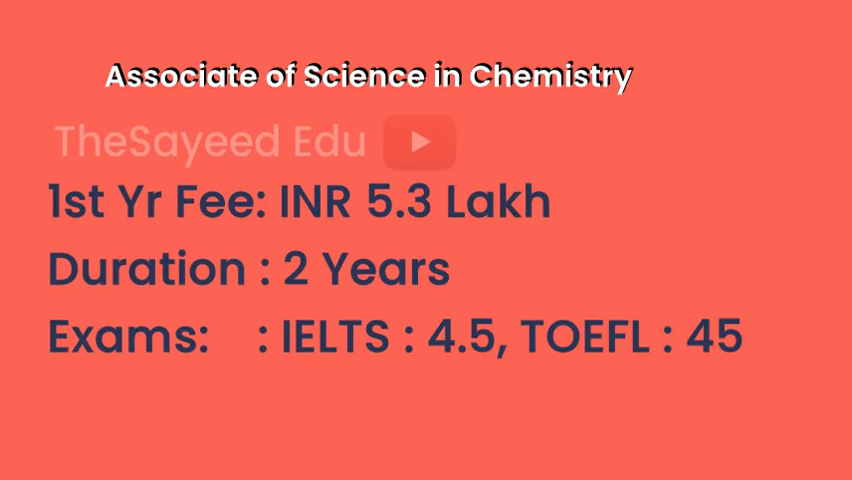 Associate of Science in Chemistry
TheSayeed Edu
1st Yr Fee: INR 5.3 Lakh
Duration : 2 Years
Exams: : IELTS : 4.5, TOEFL : 45